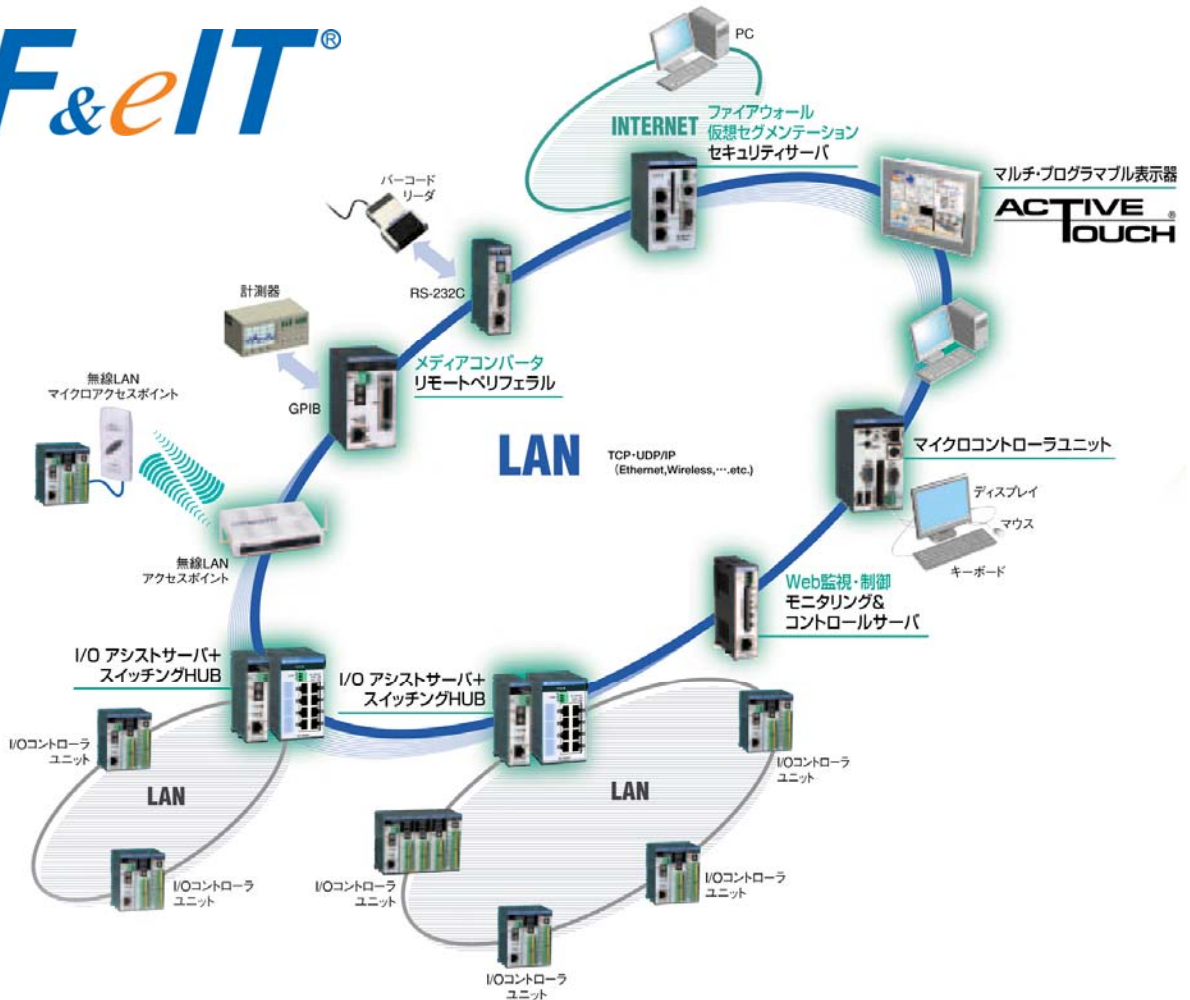 F&eIT®
PC
INTERNET
ファイアウォール
仮想セグメンテーション
セキュリティサーバ
マルチ・プログラマブル表示器
ACTIVE TOUCH®
バーコード
リーダ
RS-232C
計測器
GPIB
メディアコンバータ
リモートペリフェラル
無線LAN
マイクロアクセスポイント
LAN
TCP・UDP/IP
(Ethernet,Wireless,….etc.)
マイクロコントローラユニット
ディスプレイ
マウス
キーボード
無線LAN
アクセスポイント
Web監視・制御
モニタリング&
コントロールサーバ
I/O アシストサーバ+
スイッチングHUB
I/O アシストサーバ+
スイッチングHUB
I/Oコントローラ
ユニット
LAN
I/Oコントローラ
ユニット
LAN
I/Oコントローラ
ユニット
I/Oコントローラ
ユニット
I/Oコントローラ
ユニット
I/Oコントローラ
ユニット